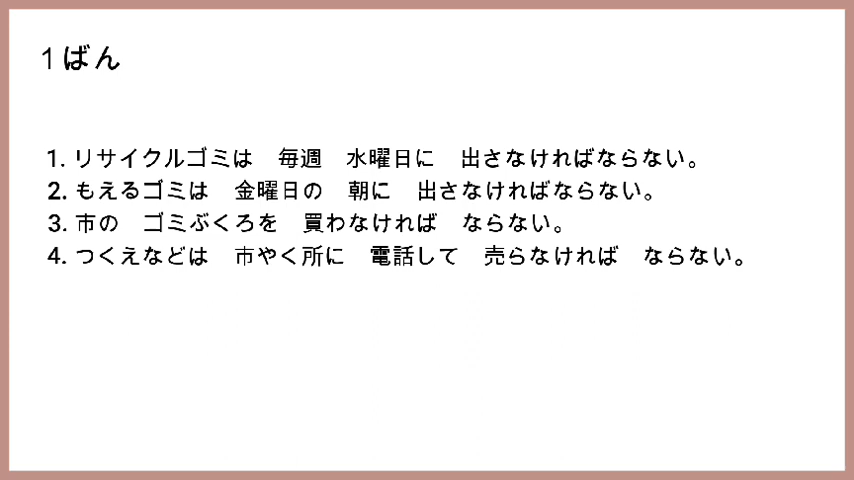 1ばん
1. リサイクルゴミは　毎週　水曜日に　出さなければならない。
2. もえるゴミは　金曜日の　朝に　出さなければならない。
3. 市の　ゴミぶくろを　買わなければ　ならない。
4. つくえなどは　市やく所に　電話して　売らなければ　ならない。